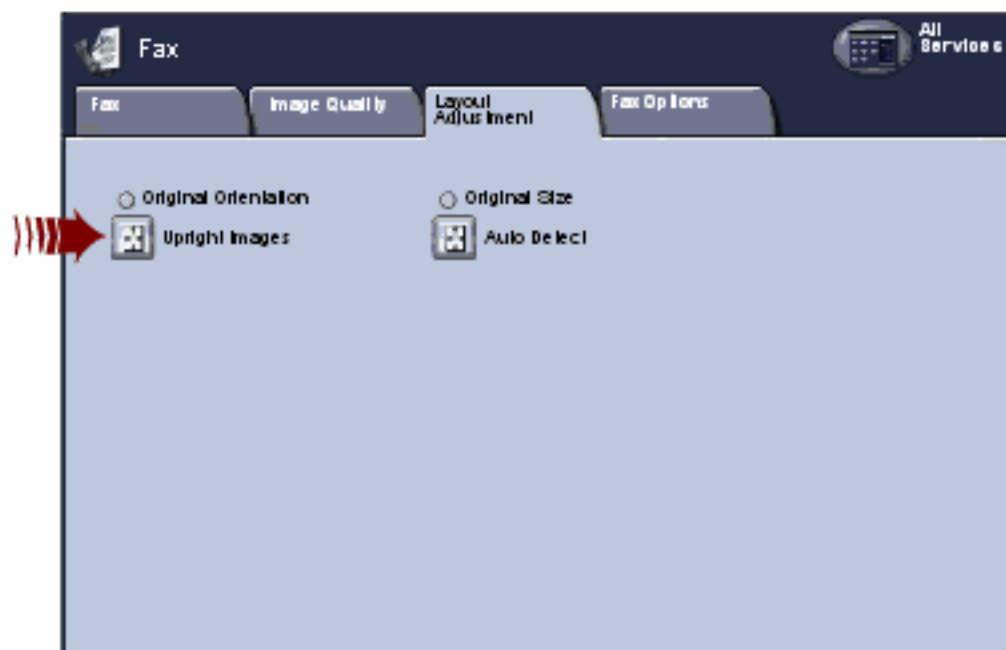 Fax
All
Services
Fax
Image Quality
Layout
Adjustment
Fax Options
Original Orientation
Original Size
Upright Images
Auto Detect